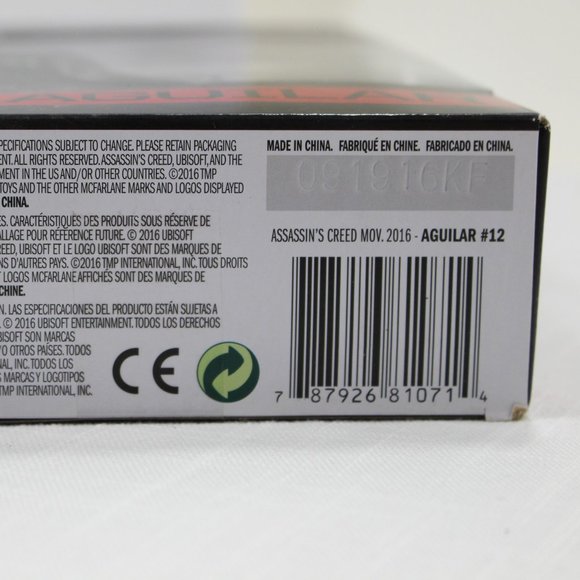 AGUILAR
SPECIFICATIONS SUBJECT TO CHANGE. PLEASE RETAIN PACKAGING
ALL RIGHTS RESERVED. ASSASSIN'S CREED, UBISOFT, AND THE
IN THE US AND/OR OTHER COUNTRIES. ©2016 TMP
TOYS AND THE OTHER MCFARLANE MARKS AND LOGOS DISPLAYED
CHINA.
CARACTÉRISTIQUES DES PRODUITS SOUS RÉSERVE DE
POUR RÉFÉRENCE FUTURE. © 2016 UBISOFT
UBISOFT ET LE LOGO UBISOFT SONT DES MARQUES DE
D'AUTRES PAYS. ©2016 TMP INTERNATIONAL, INC. TOUS DROITS
LOGOS MCFARLANE AFFICHÉS SONT DES MARQUES DE
CHINE.
LAS ESPECIFICACIONES DEL PRODUCTO ESTÁN SUJETAS A
© 2016 UBISOFT ENTERTAINMENT. TODOS LOS DERECHOS
UBISOFT SON MARCAS
Y/O OTROS PAÍSES. TODOS
INC. TODOS LOS
MARCAS Y LOGOTIPOS
TMP INTERNATIONAL, INC.
CE
MADE IN CHINA. FABRIQUÉ EN CHINE. FABRICADO EN CHINA.
091916KF
ASSASSIN'S CREED MOV. 2016 - AGUILAR #12
7 87926 81071 4